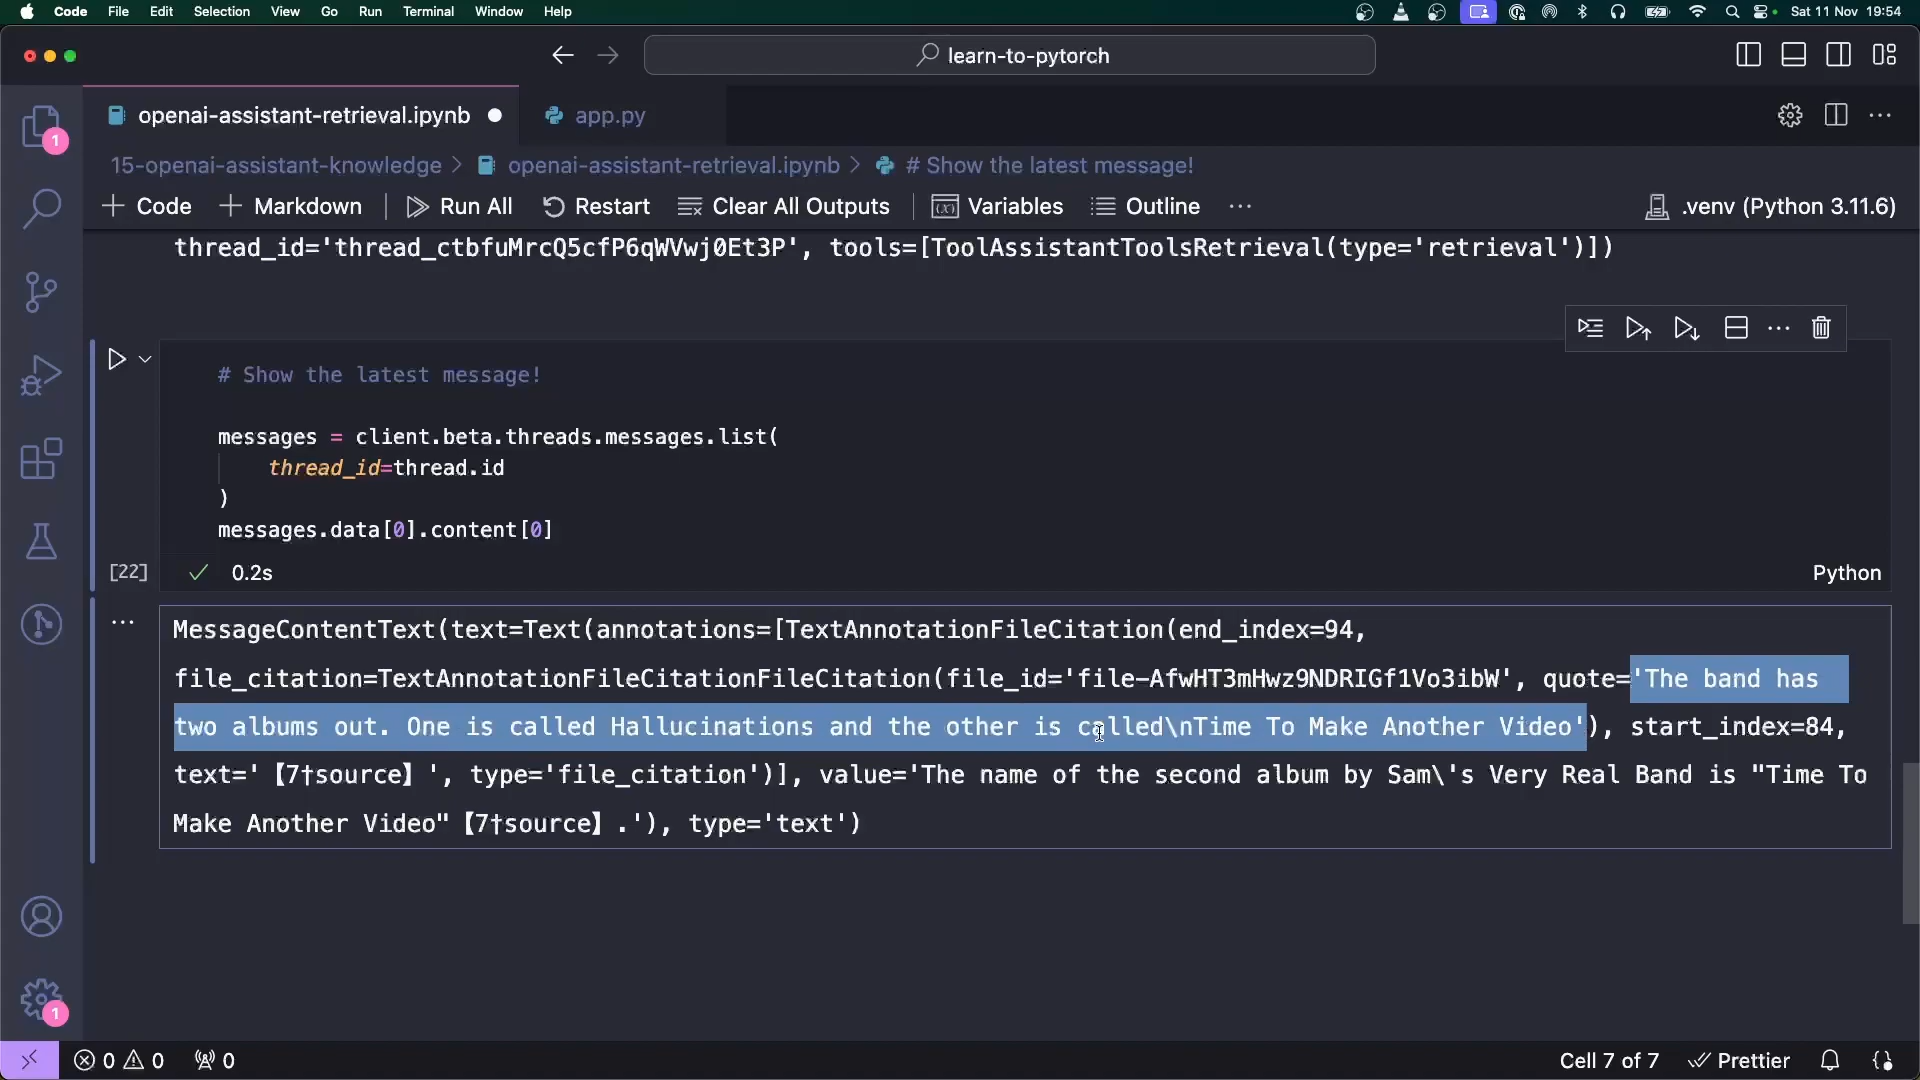 Code File Edit Selection View Go Run Terminal Window Help Sat 11 Nov 19:54
learn-to-pytorch
1
openai-assistant-retrieval.ipynb app.py
15-openai-assistant-knowledge > openai-assistant-retrieval.ipynb > # Show the latest message!
+ Code + Markdown Run All Restart Clear All Outputs Variables Outline ... .venv (Python 3.11.6)
thread_id='thread_ctbfuMrcQ5cfP6qWVwj0Et3P', tools=[ToolAssistantToolsRetrieval(type='retrieval')])
# Show the latest message!
messages = client.beta.threads.messages.list(
thread_id=thread.id
)
messages.data[0].content[0]
[22] 0.2s Python
MessageContentText(text=Text(annotations=[TextAnnotationFileCitation(end_index=94,
file_citation=TextAnnotationFileCitationFileCitation(file_id='file-AfwHT3mHwz9NDRIGf1Vo3ibW', quote='The band has
two albums out. One is called Hallucinations and the other is called\nTime To Make Another Video'), start_index=84,
text='【7†source】', type='file_citation')], value='The name of the second album by Sam\'s Very Real Band is "Time To
Make Another Video"【7†source】.'), type='text')
1
0 0 0 Cell 7 of 7 Prettier